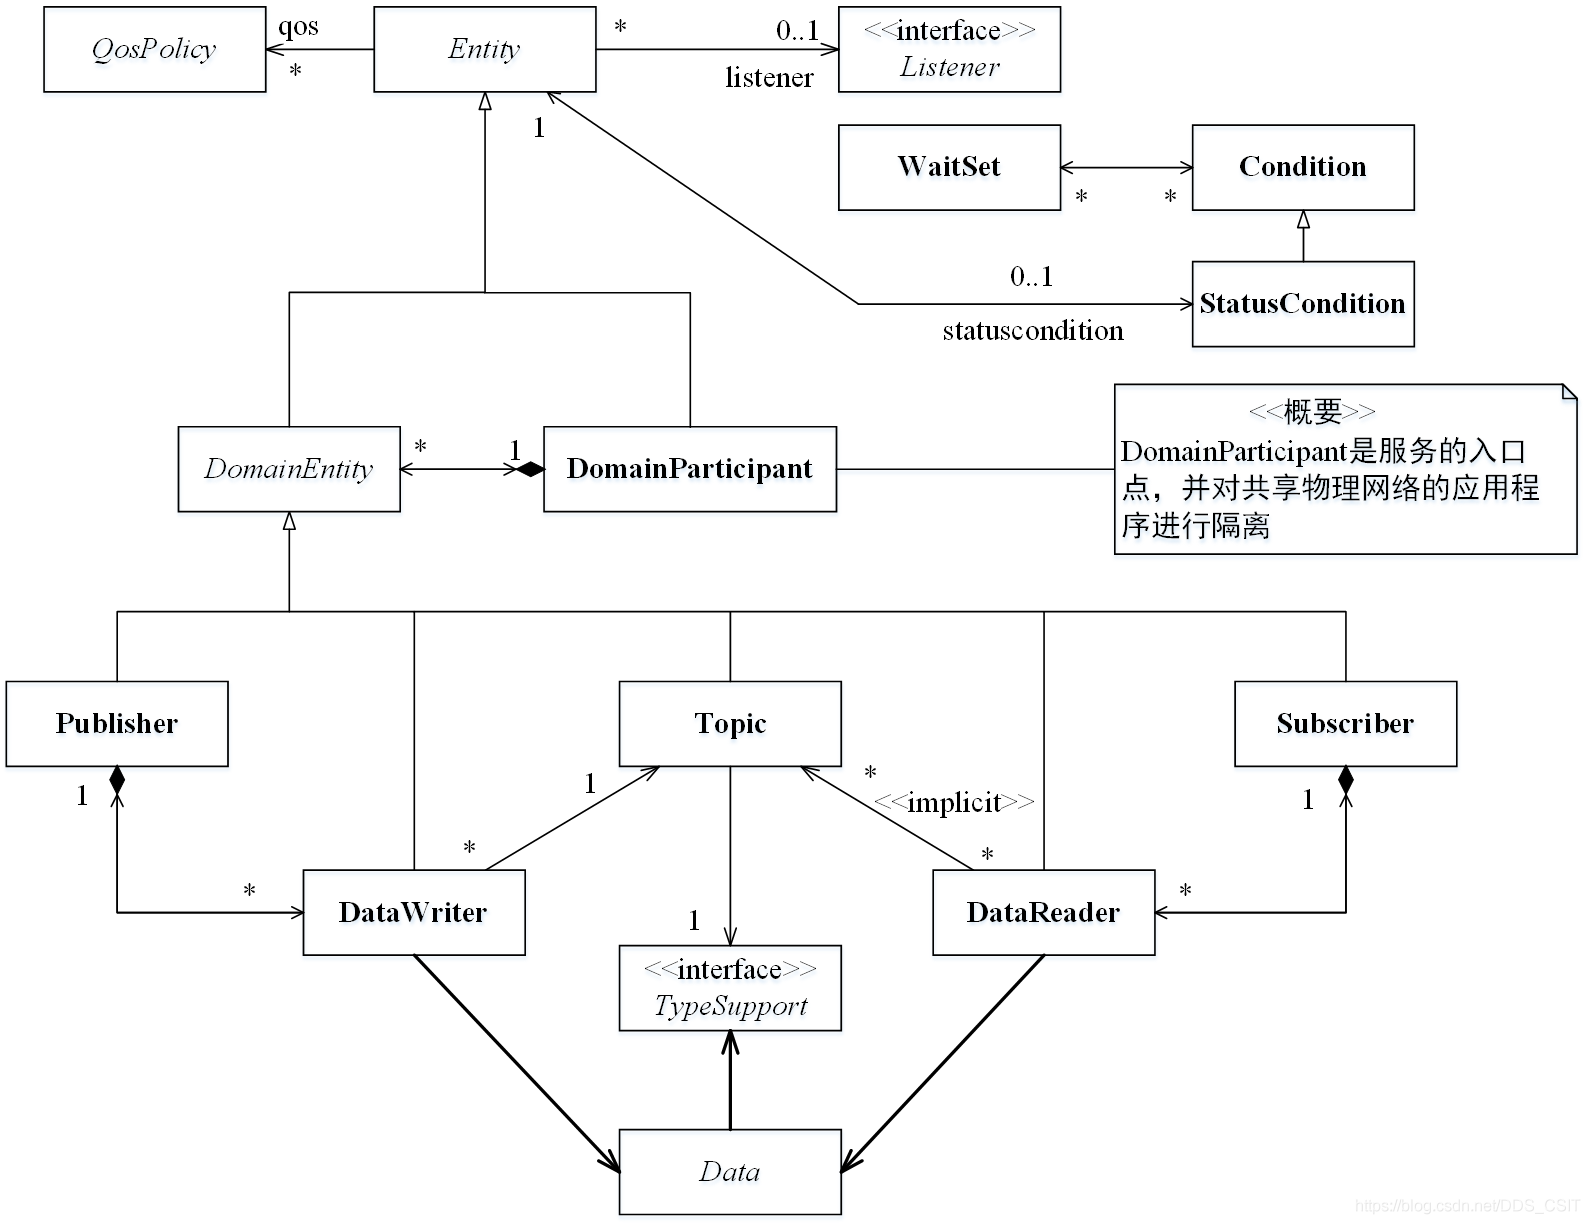 QosPolicy
qos
*
Entity
*
0..1
listener
<<interface>>
Listener
1
WaitSet
*
*
Condition
0..1
statuscondition
StatusCondition
DomainEntity
*
1
DomainParticipant
<<概要>>
DomainParticipant是服务的入口
点，并对共享物理网络的应用程
序进行隔离
Publisher
Topic
Subscriber
1
*
1
*
*
<<implicit>>
*
1
*
DataWriter
DataReader
1
<<interface>>
TypeSupport
Data
https://blog.csdn.net/DDS_CSIT